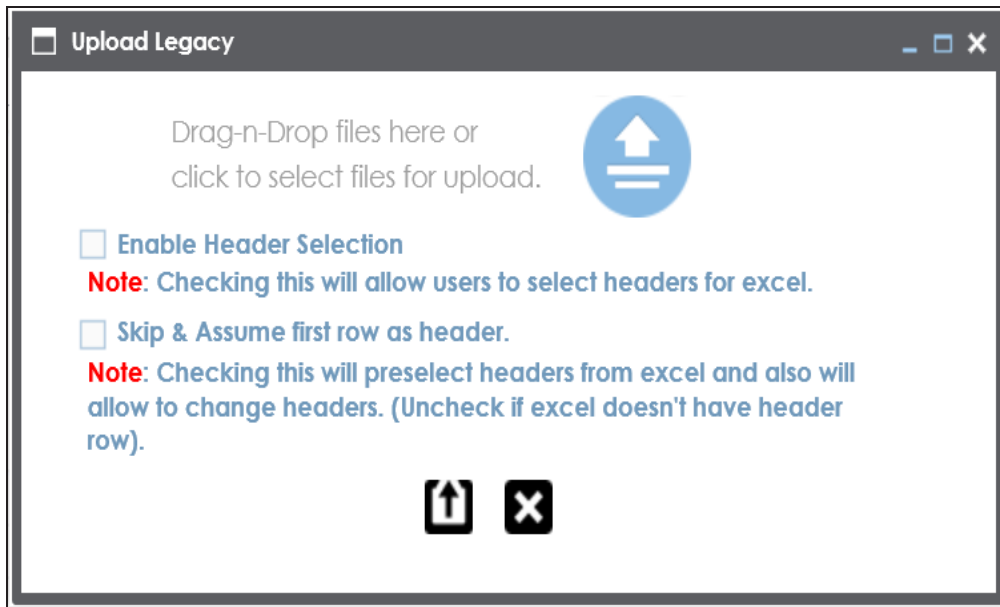 Upload Legacy
Drag-n-Drop files here or
click to select files for upload.
Enable Header Selection
Note: Checking this will allow users to select headers for excel.
Skip & Assume first row as header.
Note: Checking this will preselect headers from excel and also will
allow to change headers. (Uncheck if excel doesn't have header
row).